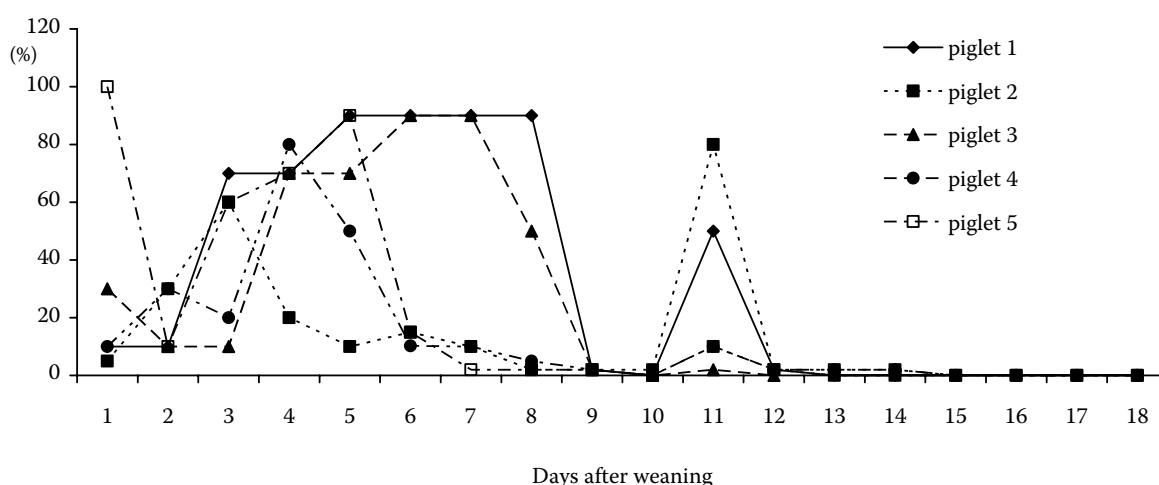 120
(%)
100
80
60
40
20
0
1 2 3 4 5 6 7 8 9 10 11 12 13 14 15 16 17 18
Days after weaning
piglet 1
piglet 2
piglet 3
piglet 4
piglet 5